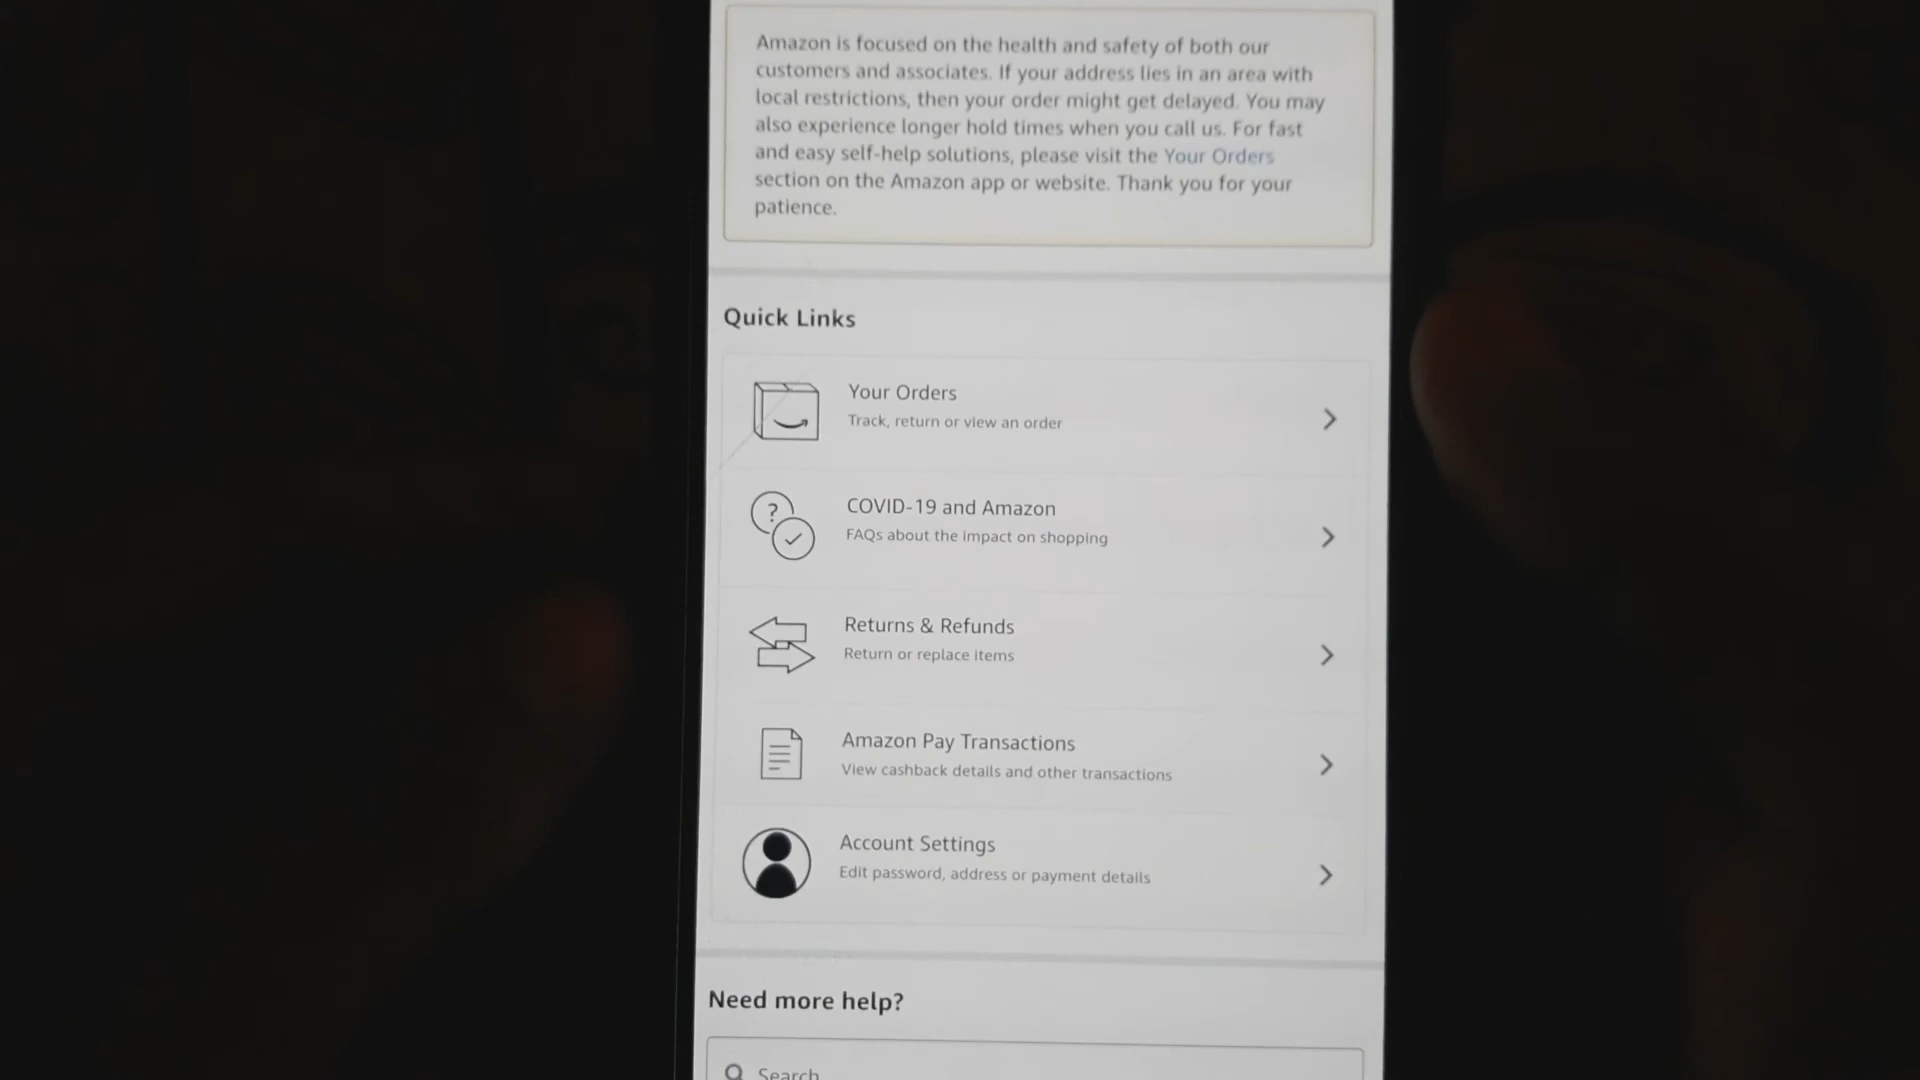 Amazon is focused on the health and safety of both our
customers and associates. If your address lies in an area with
local restrictions, then your order might get delayed. You may
also experience longer hold times when you call us. For fast
and easy self-help solutions, please visit the Your Orders
section on the Amazon app or website. Thank you for your
patience.
Quick Links
Your Orders
Track, return or view an order
?
COVID-19 and Amazon
FAQs about the impact on shopping
Returns & Refunds
Return or replace items
Amazon Pay Transactions
View cashback details and other transactions
Account Settings
Edit password, address or payment details
Need more help?
Search